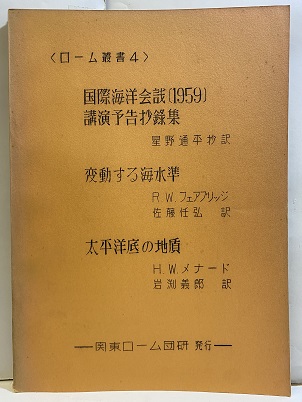 〈ローム叢書4〉
国際海洋会議(1959)
講演予告抄録集
星野通平抄訳
変動する海水準
R.W.フェアブリッジ
佐藤任弘 訳
太平洋底の地質
H.W.メナード
岩渕義郎 訳
—関東ローム団研 発行—